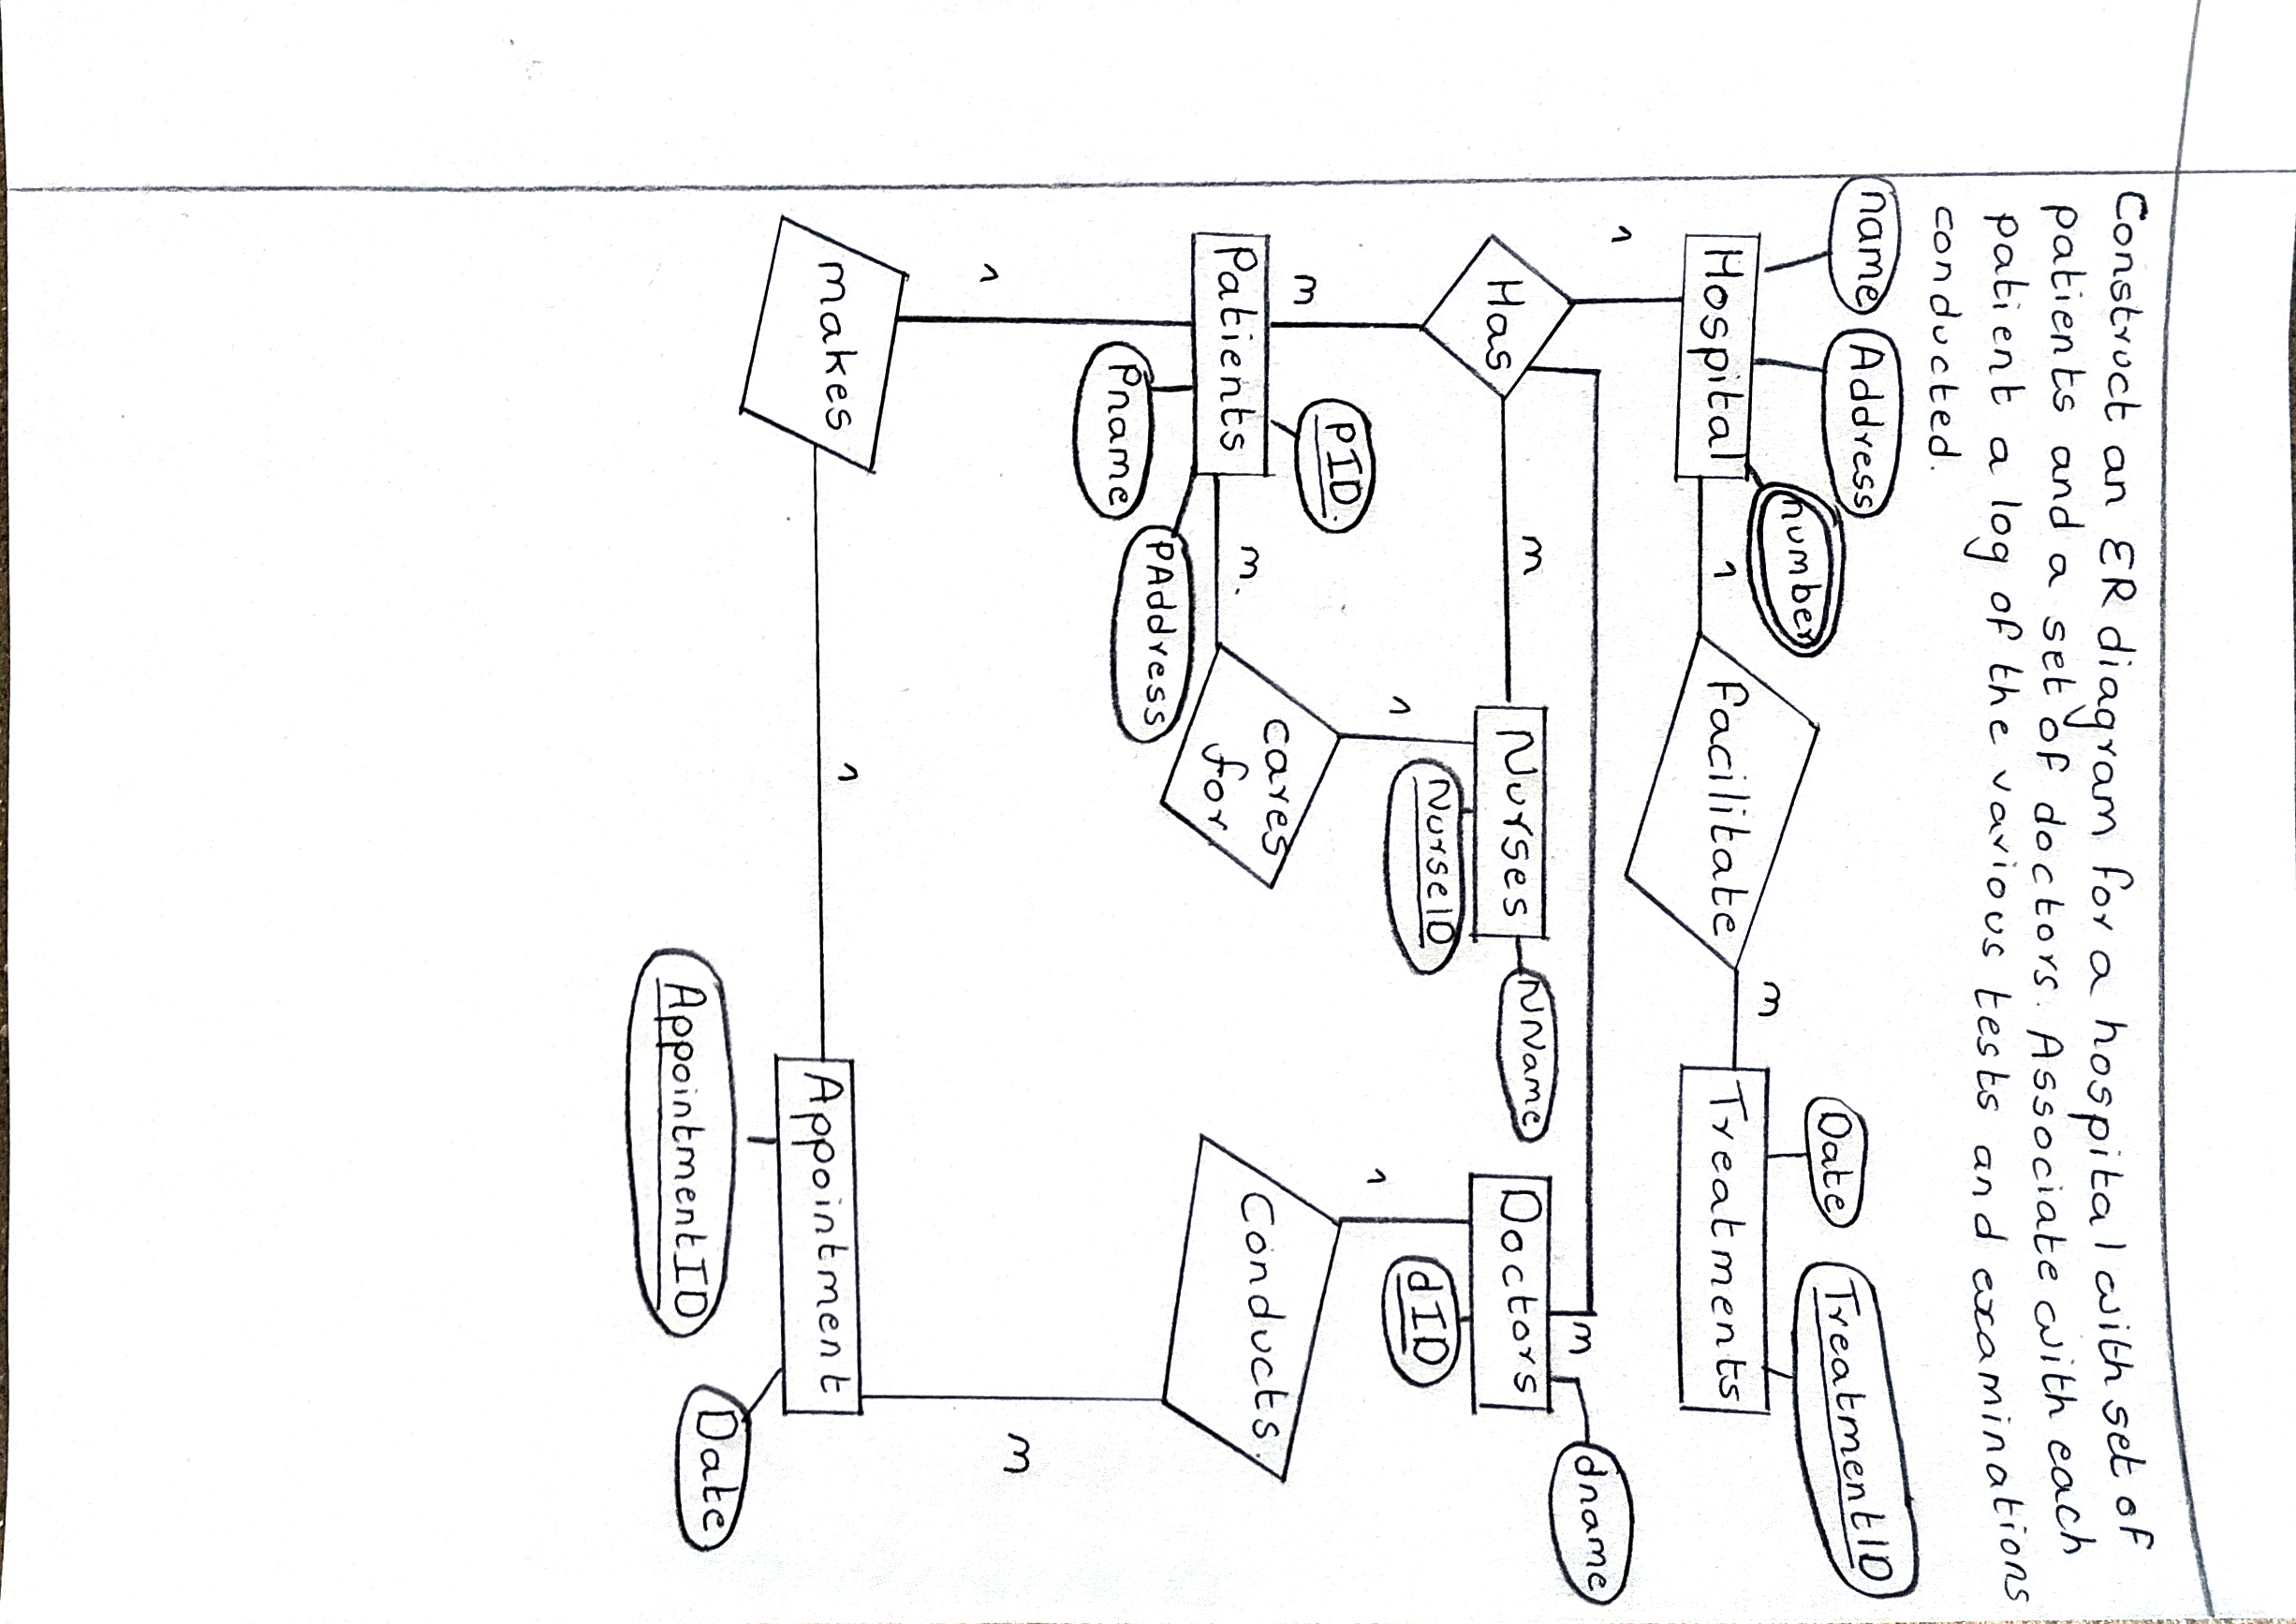 Construct an ER diagram for a hospital with set of
patients and a set of doctors. Associate with each
patient a log of the various tests and examinations
conducted.
name
Address
number
Date
TreatmentID
Hospital
1
Facilitate
m
Treatments
1
Has
m
m
m
dname
Nurses
NName
Doctors
NurseID
dID
1
1
m
PID.
Patients
m.
Pname
PAddress
cares
for
Conducts.
1
m
makes
1
Appointment
AppointmentID
Date